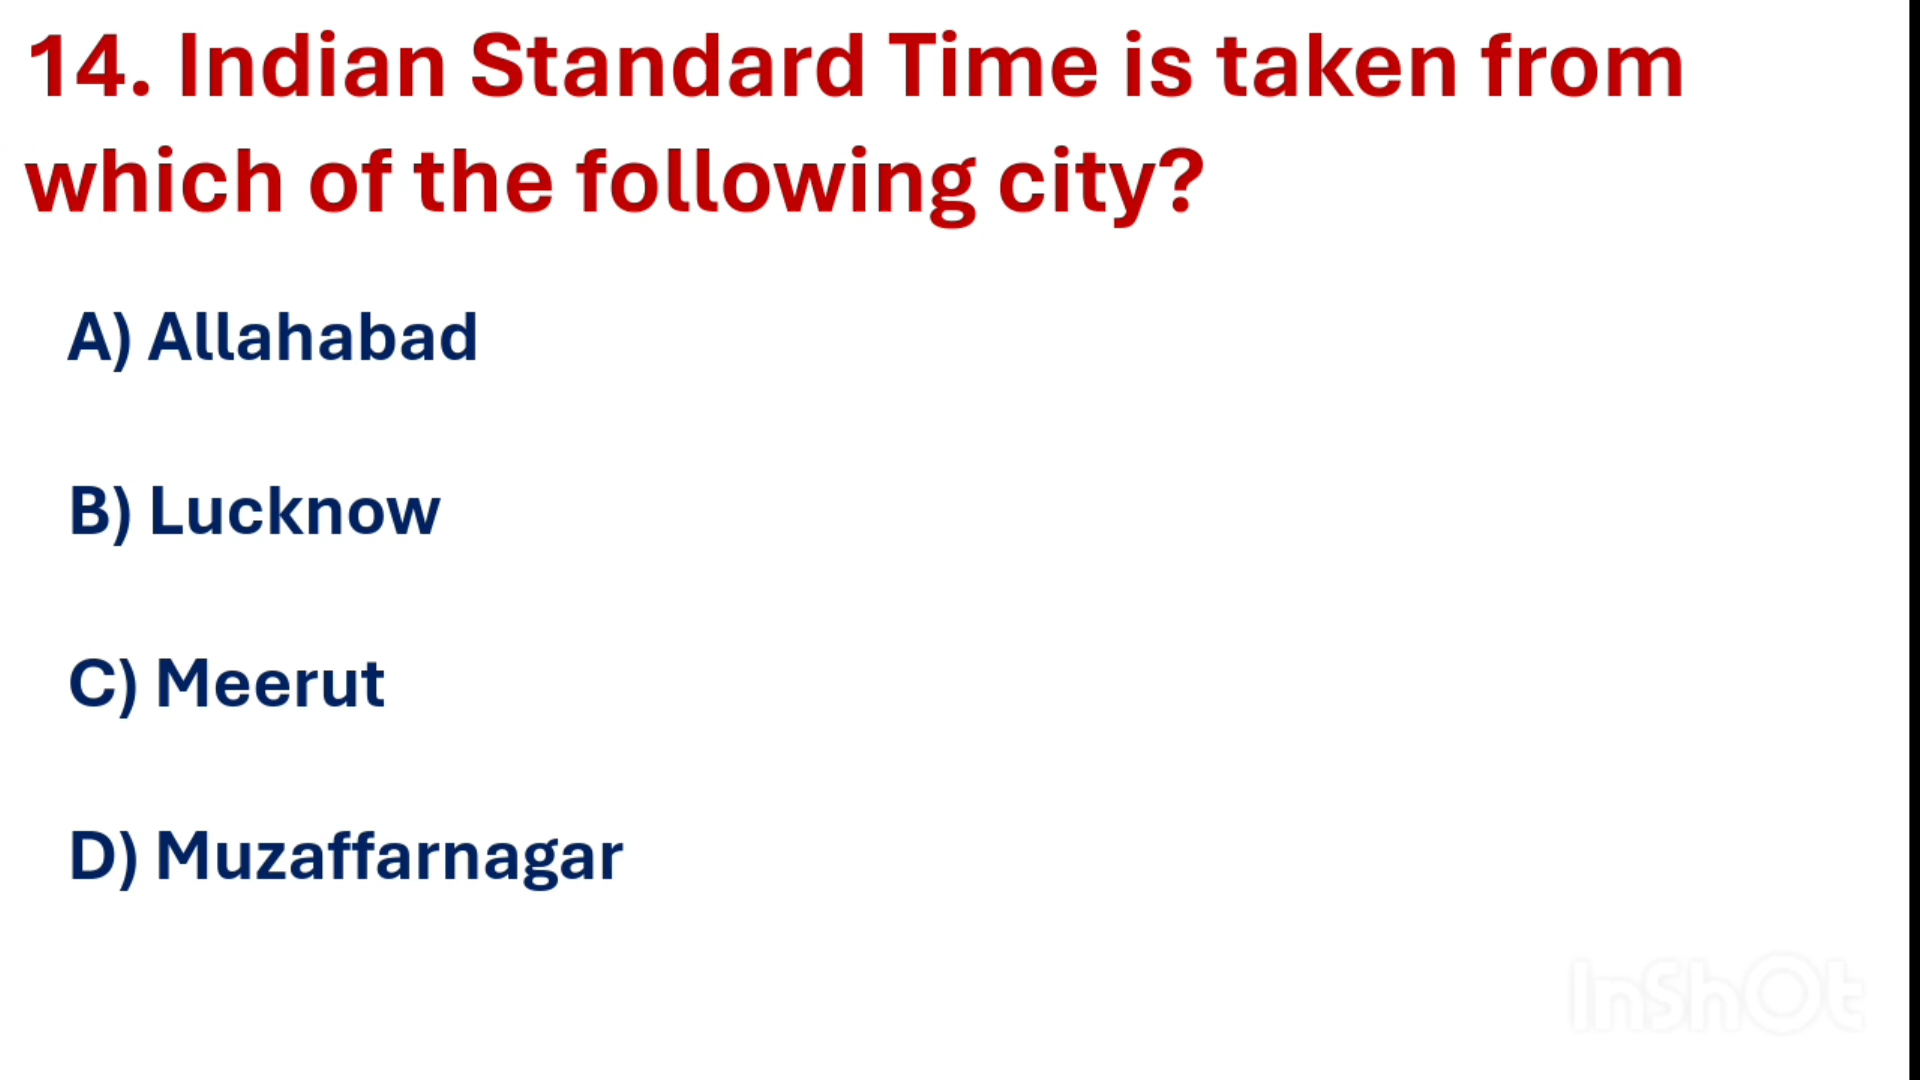 14. Indian Standard Time is taken from
which of the following city?
A) Allahabad
B) Lucknow
C) Meerut
D) Muzaffarnagar
InShOt